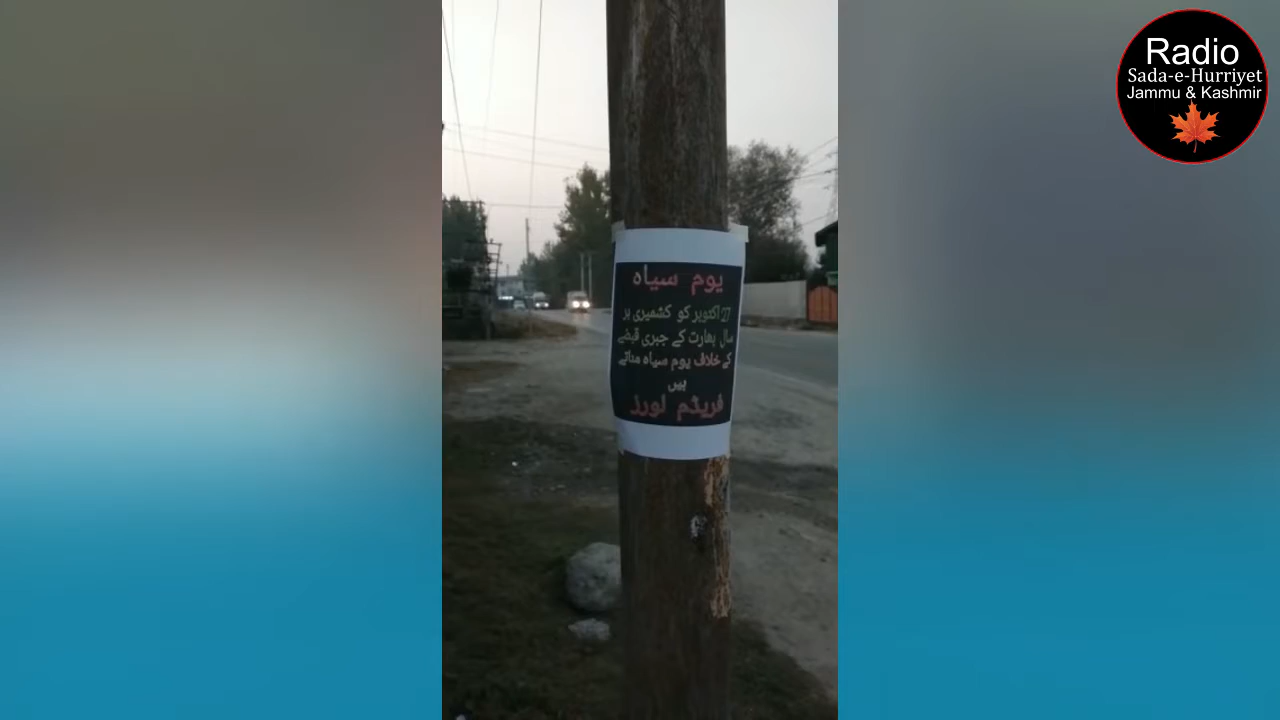 Radio
Sada-e-Hurriyet
Jammu & Kashmir
یوم سیاہ
27 اکتوبر کو کشمیری ہر
سال بھارت کے جبری قبضے
کے خلاف یوم سیاہ مناتے
ہیں
فریڈم لورز